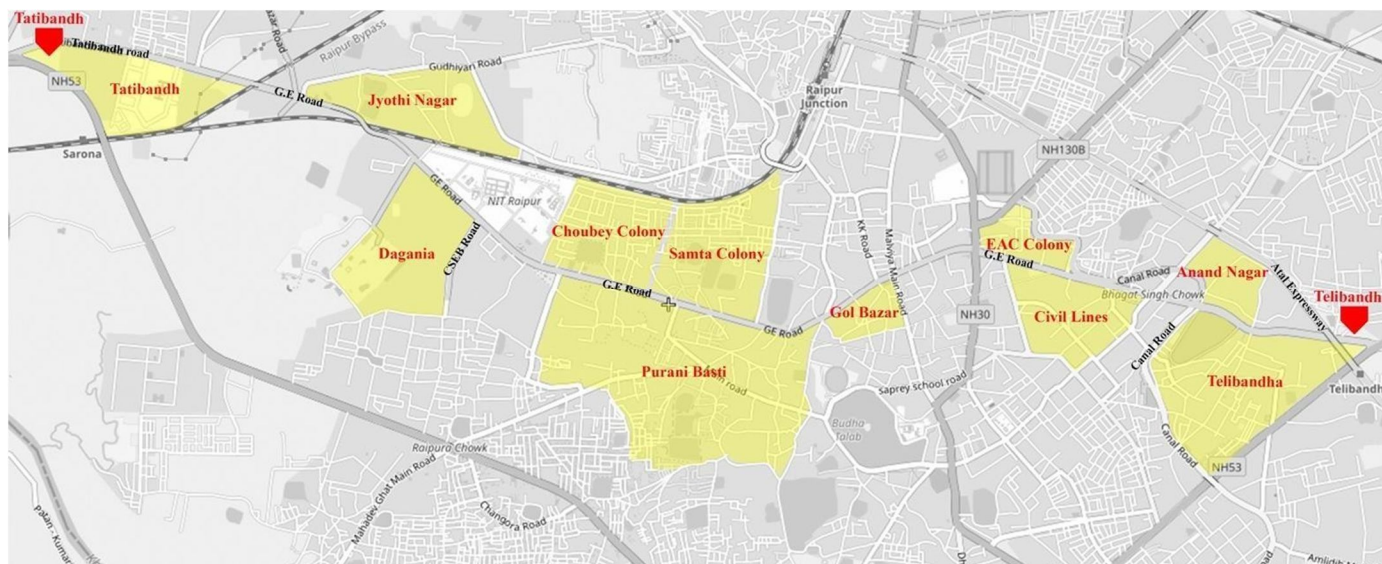 Tatibandh
Tatibandh road
Raipur Bypass
Gudhiyari Road
NH53
Tatibandh
G.E Road
Jyothi Nagar
Raipur
Junction
Sarona
NH130B
GE Road
NIT Raipur
Choubey Colony
Samta Colony
KK Road
Malviya Main Road
EAC Colony
G.E Road
Dagania
CSEB Road
Canal Road
Anand Nagar
Atal Expressway
G.E Road
Bhagat Singh Chowk
Telibandh
Gol Bazar
NH30
Civil Lines
GE Road
Canal Road
Purani Basti
Saprey school road
Telibandha
Telibandh
Budha
Talab
Raipura Chowk
Canal Road
NH53
Mahadev Ghat Main Road
Changora Road
Palan - Kumar
Road